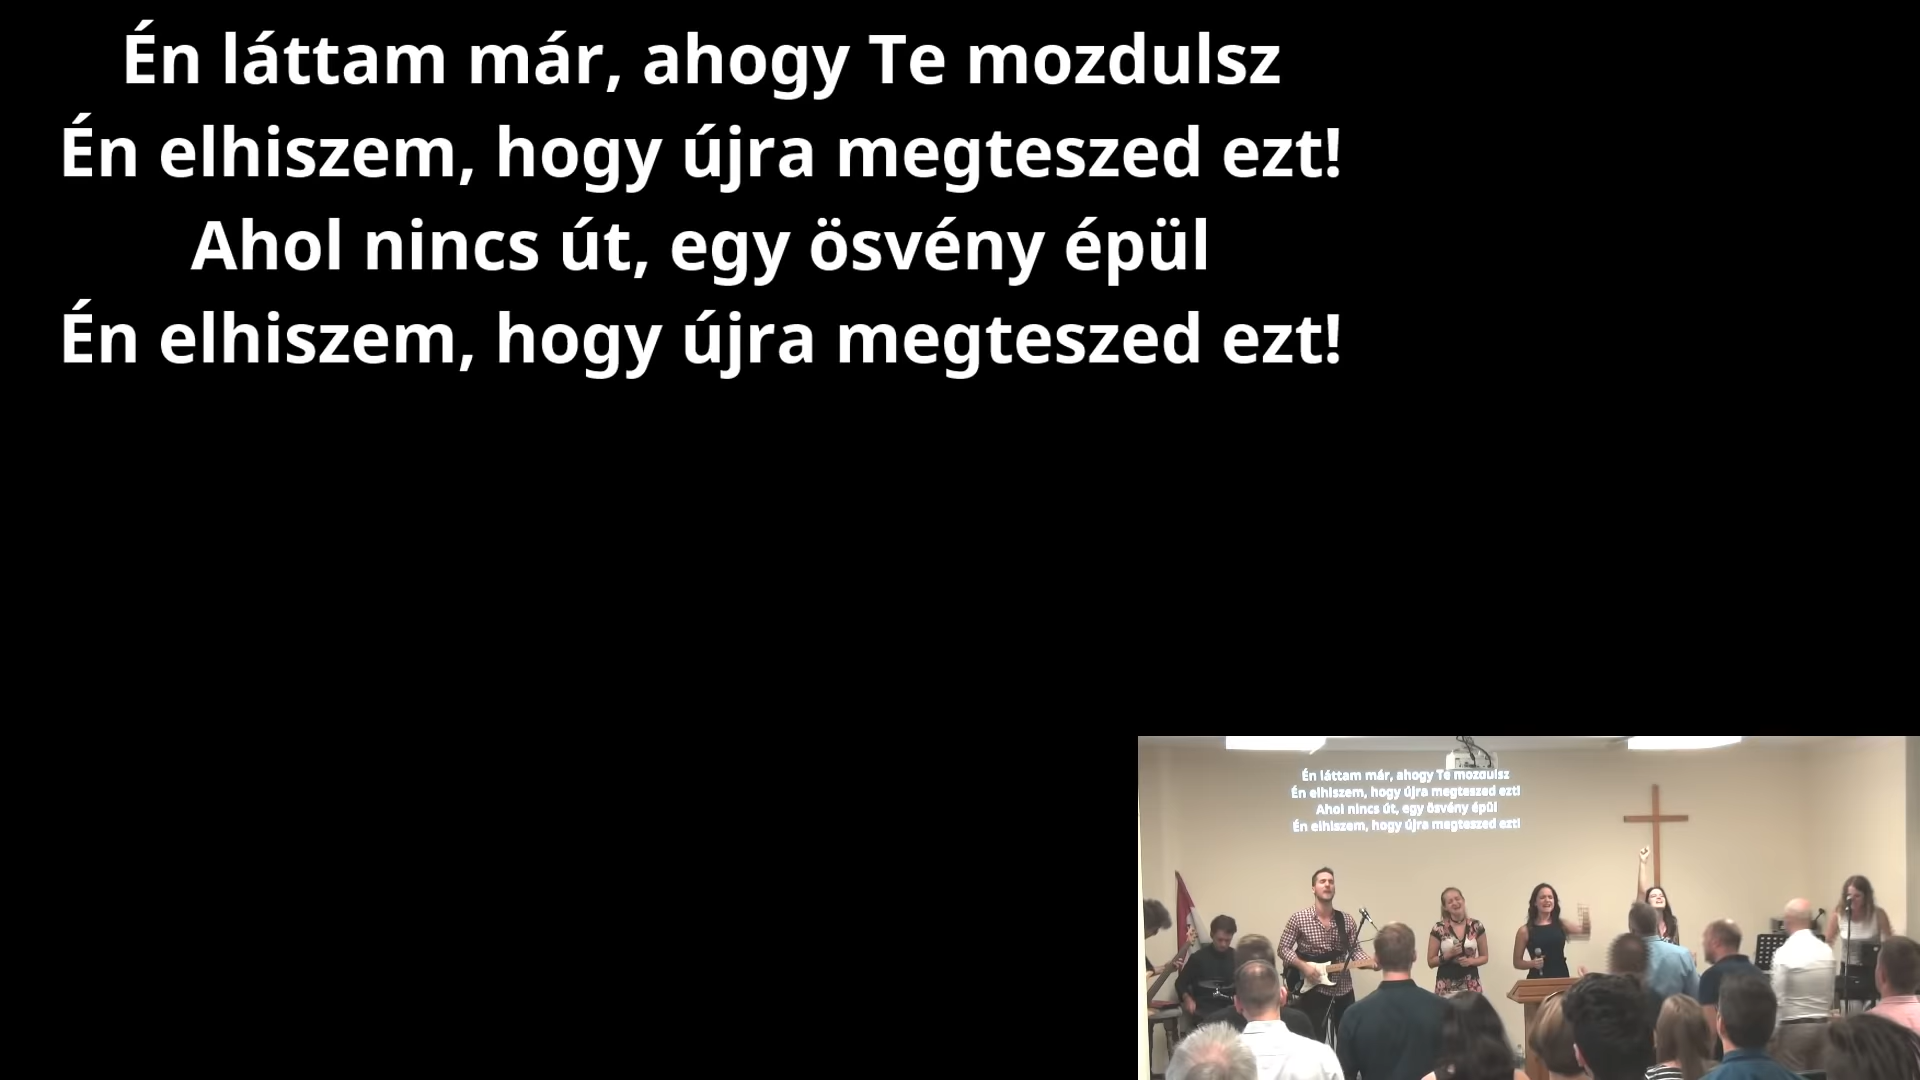 Én láttam már, ahogy Te mozdulsz
Én elhiszem, hogy újra megteszed ezt!
Ahol nincs út, egy ösvény épül
Én elhiszem, hogy újra megteszed ezt!
Én láttam már, ahogy Te mozdulsz
Én elhiszem, hogy újra megteszed ezt!
Ahol nincs út, egy ösvény épül
Én elhiszem, hogy újra megteszed ezt!